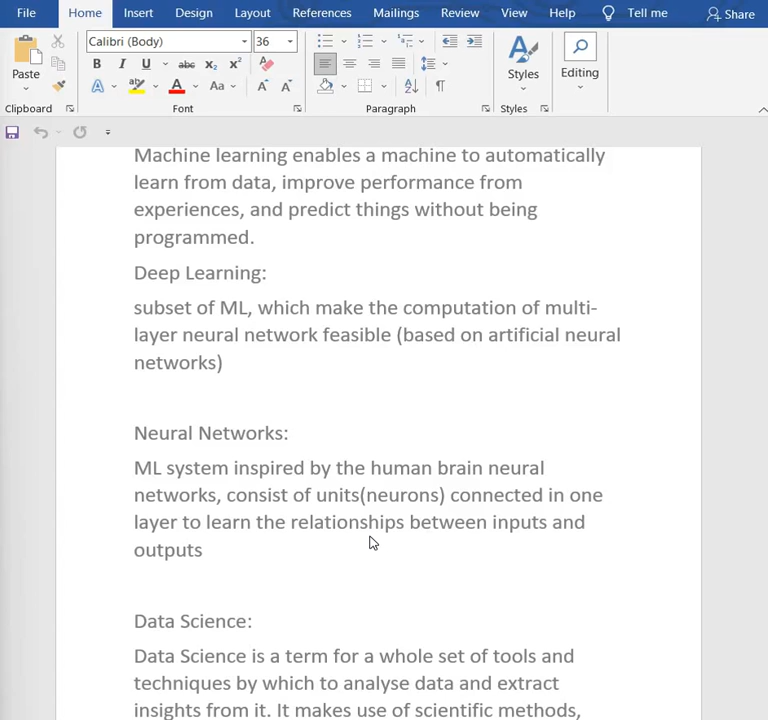 File Home Insert Design Layout References Mailings Review View Help Tell me Share
Calibri (Body) 36
Paste B I U abc x₂ x² Styles Editing
A A Aa A A
Clipboard Font Paragraph Styles
Machine learning enables a machine to automatically
learn from data, improve performance from
experiences, and predict things without being
programmed.
Deep Learning:
subset of ML, which make the computation of multi-
layer neural network feasible (based on artificial neural
networks)
Neural Networks:
ML system inspired by the human brain neural
networks, consist of units(neurons) connected in one
layer to learn the relationships between inputs and
outputs
Data Science:
Data Science is a term for a whole set of tools and
techniques by which to analyse data and extract
insights from it. It makes use of scientific methods,